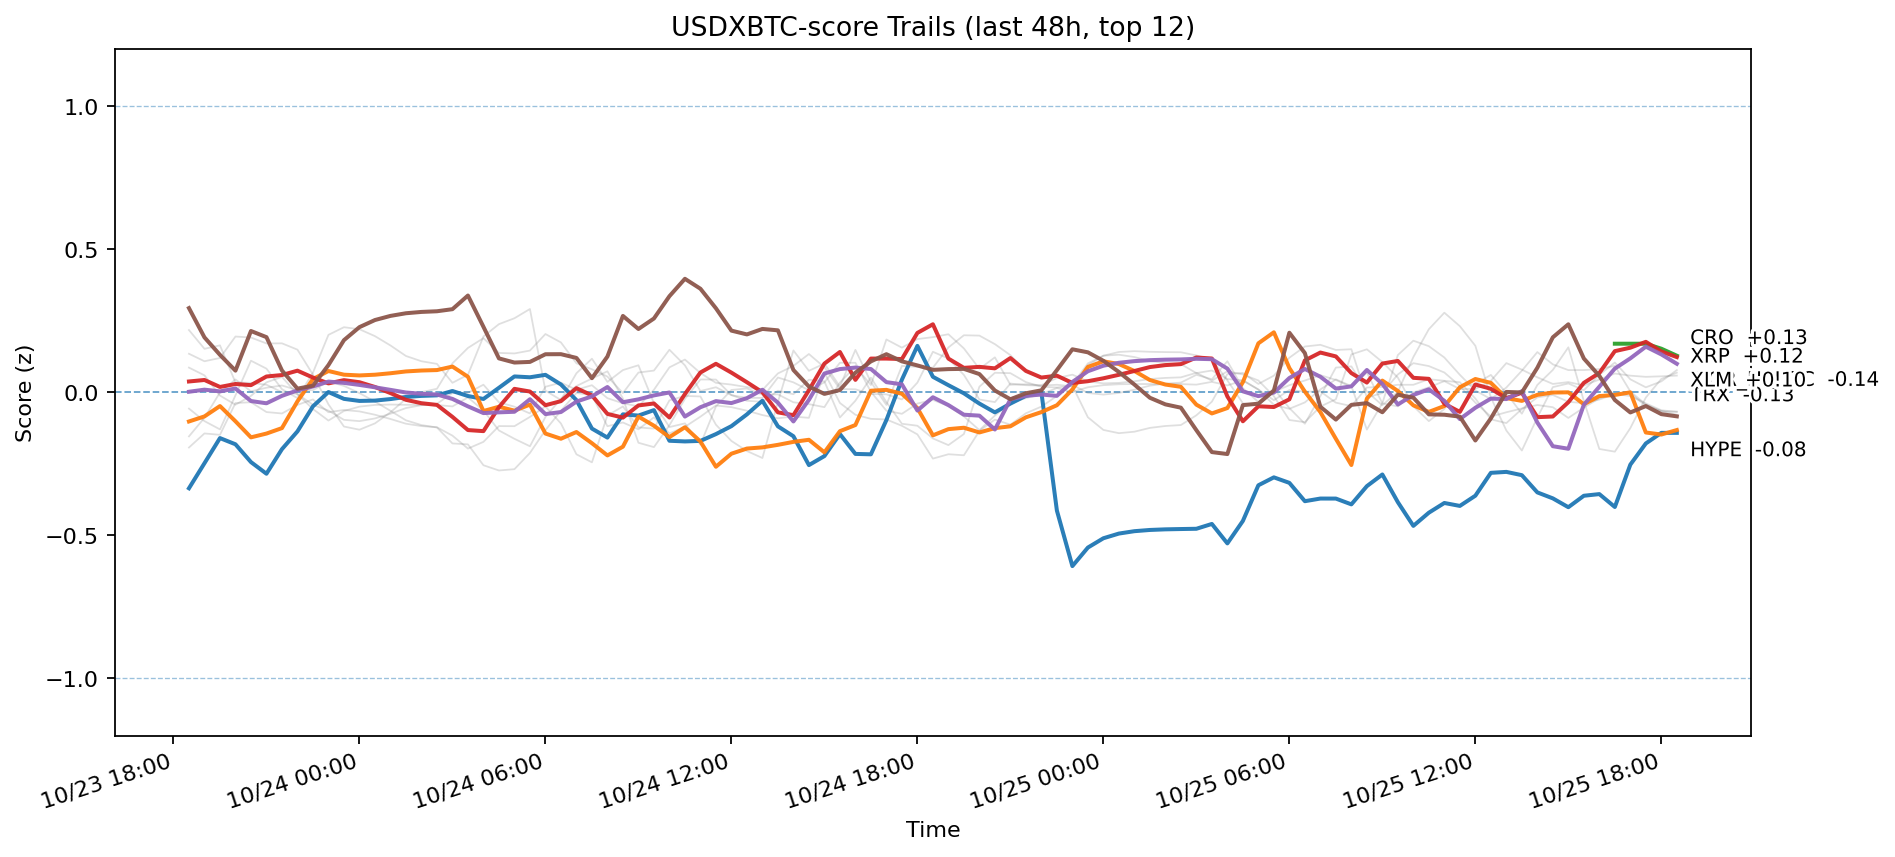 USDXBTC-score Trails (last 48h, top 12)
Score (z)
1.0
0.5
0.0
−0.5
−1.0
CRO +0.13
XRP +0.12
XLM +0.10
-0.14
TRX -0.13
HYPE -0.08
10/23 18:00
10/24 00:00
10/24 06:00
10/24 12:00
10/24 18:00
10/25 00:00
10/25 06:00
10/25 12:00
10/25 18:00
Time